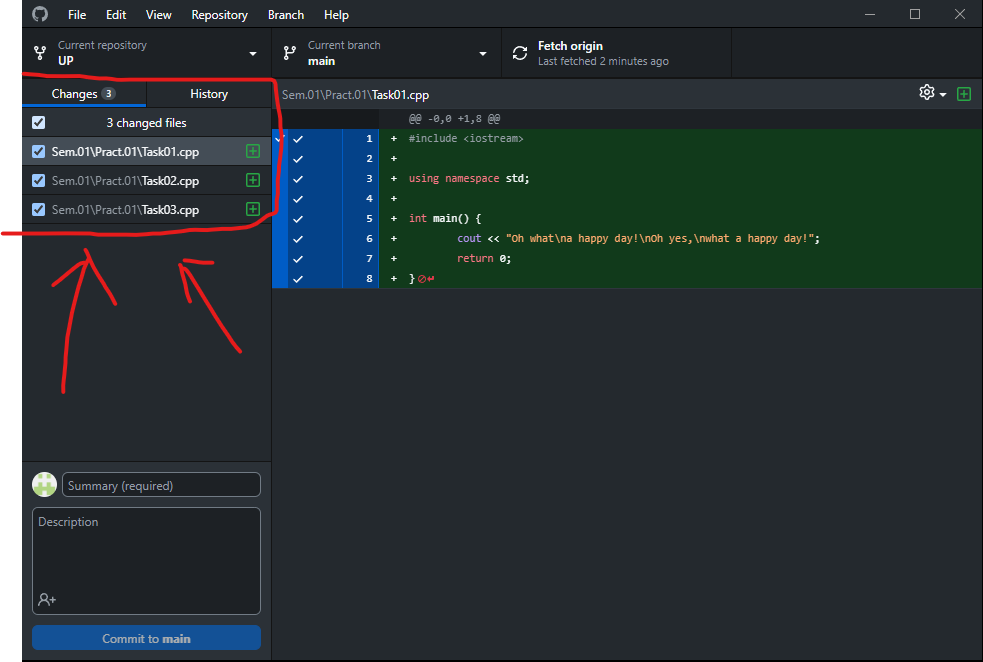 File Edit View Repository Branch Help
Current repository
UP
Current branch
main
Fetch origin
Last fetched 2 minutes ago
Changes 3
History
3 changed files
Sem.01\Pract.01\Task01.cpp
Sem.01\Pract.01\Task02.cpp
Sem.01\Pract.01\Task03.cpp
Sem.01\Pract.01\Task01.cpp
@@ -0,0 +1,8 @@
1 + #include <iostream>
2 +
3 + using namespace std;
4 +
5 + int main() {
6 + cout << "Oh what\na happy day!\nOh yes,\nwhat a happy day!";
7 + return 0;
8 + }
Summary (required)
Description
Commit to main